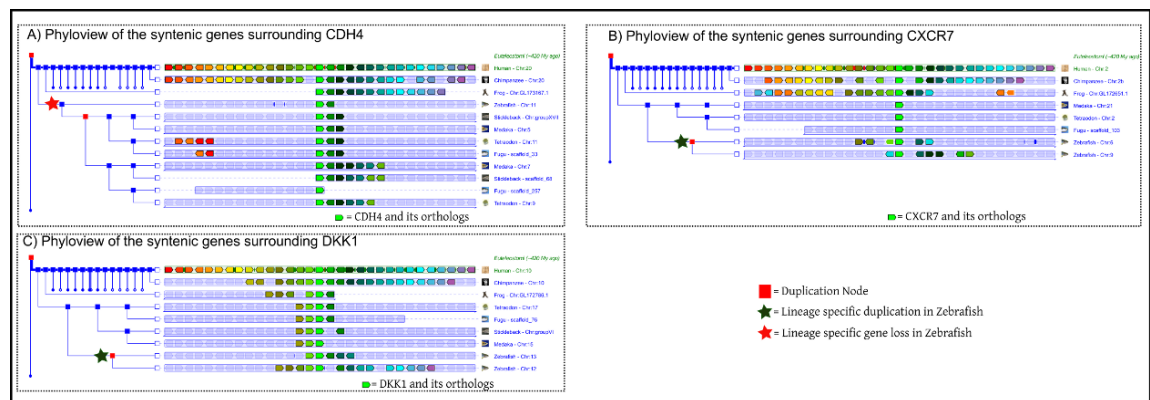 A) Phyloview of the syntenic genes surrounding CDH4
Euteleostomi (~420 My ago)
Human - Chr:20
Chimpanzee - Chr:20
Frog - Chr:GL173167.1
Zebrafish - Chr:11
Stickleback - Chr:groupXVII
Medaka - Chr:5
Tetraodon - Chr:11
Fugu - scaffold_33
Medaka - Chr:7
Stickleback - scaffold_68
Fugu - scaffold_257
Tetraodon - Chr:9
= CDH4 and its orthologs
B) Phyloview of the syntenic genes surrounding CXCR7
Euteleostomi (~420 My ago)
Human - Chr:2
Chimpanzee - Chr:2b
Frog - Chr:GL172651.1
Medaka - Chr:21
Tetraodon - Chr:2
Fugu - scaffold_103
Zebrafish - Chr:6
Zebrafish - Chr:9
= CXCR7 and its orthologs
C) Phyloview of the syntenic genes surrounding DKK1
Euteleostomi (~420 My ago)
Human - Chr:10
Chimpanzee - Chr:10
Frog - Chr:GL172766.1
Tetraodon - Chr:17
Fugu - scaffold_76
Stickleback - Chr:groupVI
Medaka - Chr:15
Zebrafish - Chr:13
Zebrafish - Chr:12
= DKK1 and its orthologs
= Duplication Node
= Lineage specific duplication in Zebrafish
= Lineage specific gene loss in Zebrafish